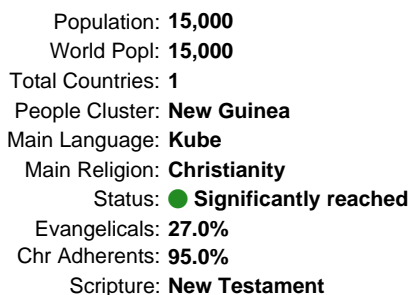 Population: 15,000
World Popl: 15,000
Total Countries: 1
People Cluster: New Guinea
Main Language: Kube
Main Religion: Christianity
Status: Significantly reached
Evangelicals: 27.0%
Chr Adherents: 95.0%
Scripture: New Testament